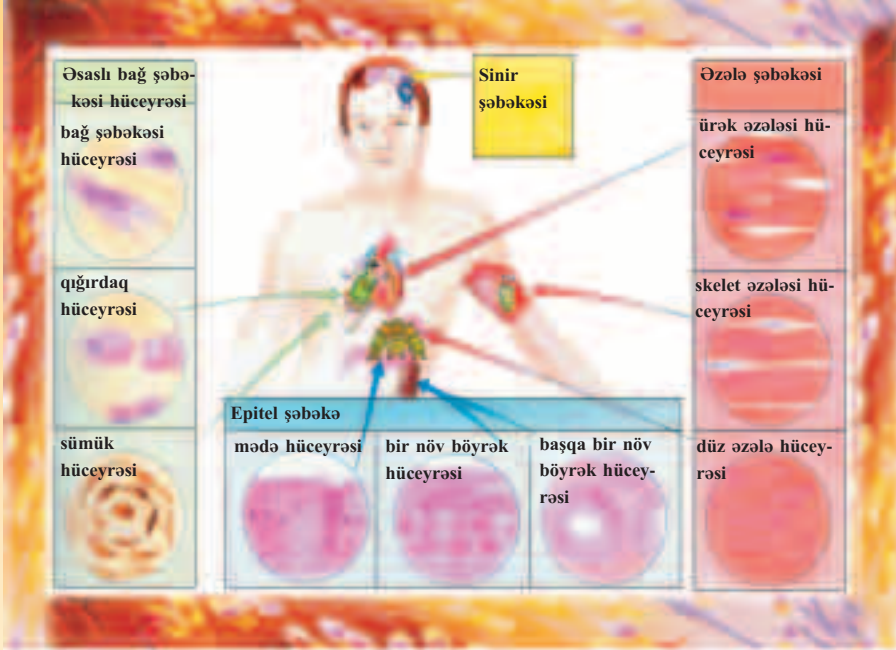 Əsaslı bağ şəbə-
kəsi hüceyrəsi
bağ şəbəkəsi
hüceyrəsi
qığırdaq
hüceyrəsi
sümük
hüceyrəsi
Sinir
şəbəkəsi
Epitel şəbəkə
mədə hüceyrəsi
bir növ böyrək
hüceyrəsi
başqa bir növ
böyrək hücey-
rəsi
Əzələ şəbəkəsi
ürək əzələsi hü-
ceyrəsi
skelet əzələsi hü-
ceyrəsi
düz əzələ hücey-
rəsi